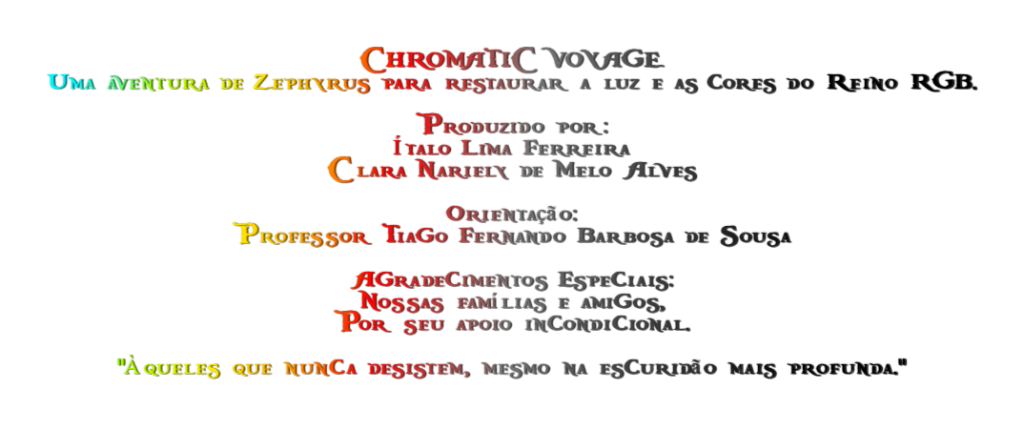 Chromatic Voyage
Uma aventura de Zephyrus para restaurar a luz e as Cores do Reino RGB.
Produzido por:
Ítalo Lima Ferreira
Clara Nariely de Melo Alves
Orientação:
Professor Tiago Fernando Barbosa de Sousa
Agradecimentos Especiais:
Nossas famílias e amigos,
Por seu apoio incondicional.
"Àqueles que nunca desistem, mesmo na escuridão mais profunda."